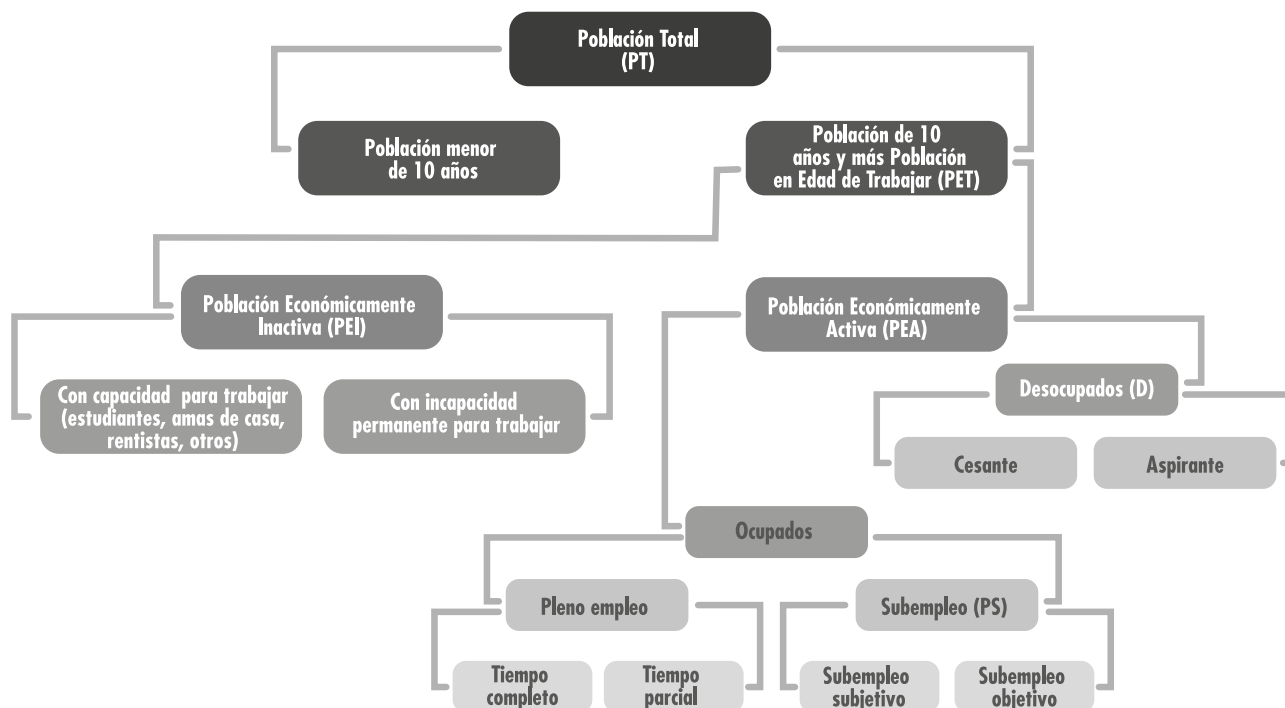 Población Total
(PT)
Población menor
de 10 años
Población de 10
años y más Población
en Edad de Trabajar (PET)
Población Económicamente
Inactiva (PEI)
Población Económicamente
Activa (PEA)
Con capacidad para trabajar
(estudiantes, amas de casa,
rentistas, otros)
Con incapacidad
permanente para trabajar
Desocupados (D)
Cesante
Aspirante
Ocupados
Pleno empleo
Subempleo (PS)
Tiempo
completo
Tiempo
parcial
Subempleo
subjetivo
Subempleo
objetivo